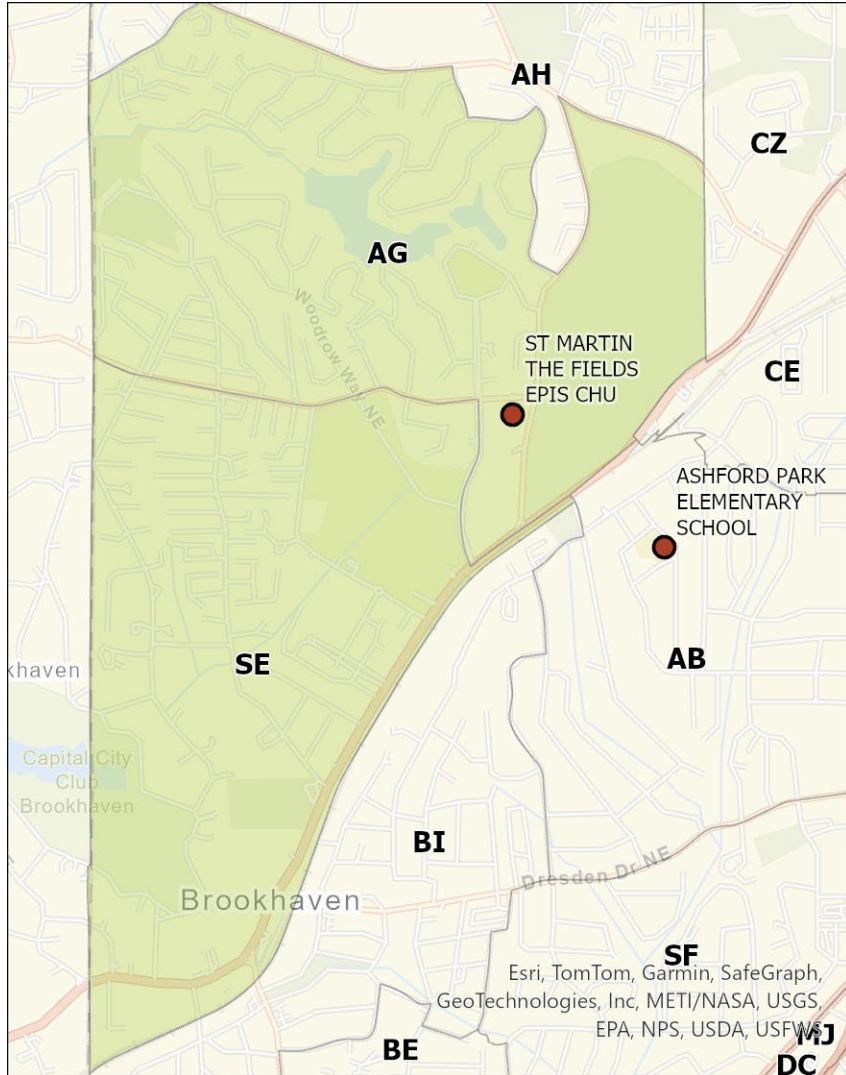 AH
CZ
AG
Woodrow Way NE
ST MARTIN
THE FIELDS
EPIS CHU
CE
ASHFORD PARK
ELEMENTARY
SCHOOL
SE
AB
khaven
Capital City
Club
Brookhaven
BI
Dresden Dr NE
Brookhaven
SF
Esri, TomTom, Garmin, SafeGraph,
GeoTechnologies, Inc, METI/NASA, USGS,
EPA, NPS, USDA, USFWS
MJ
BE
DC